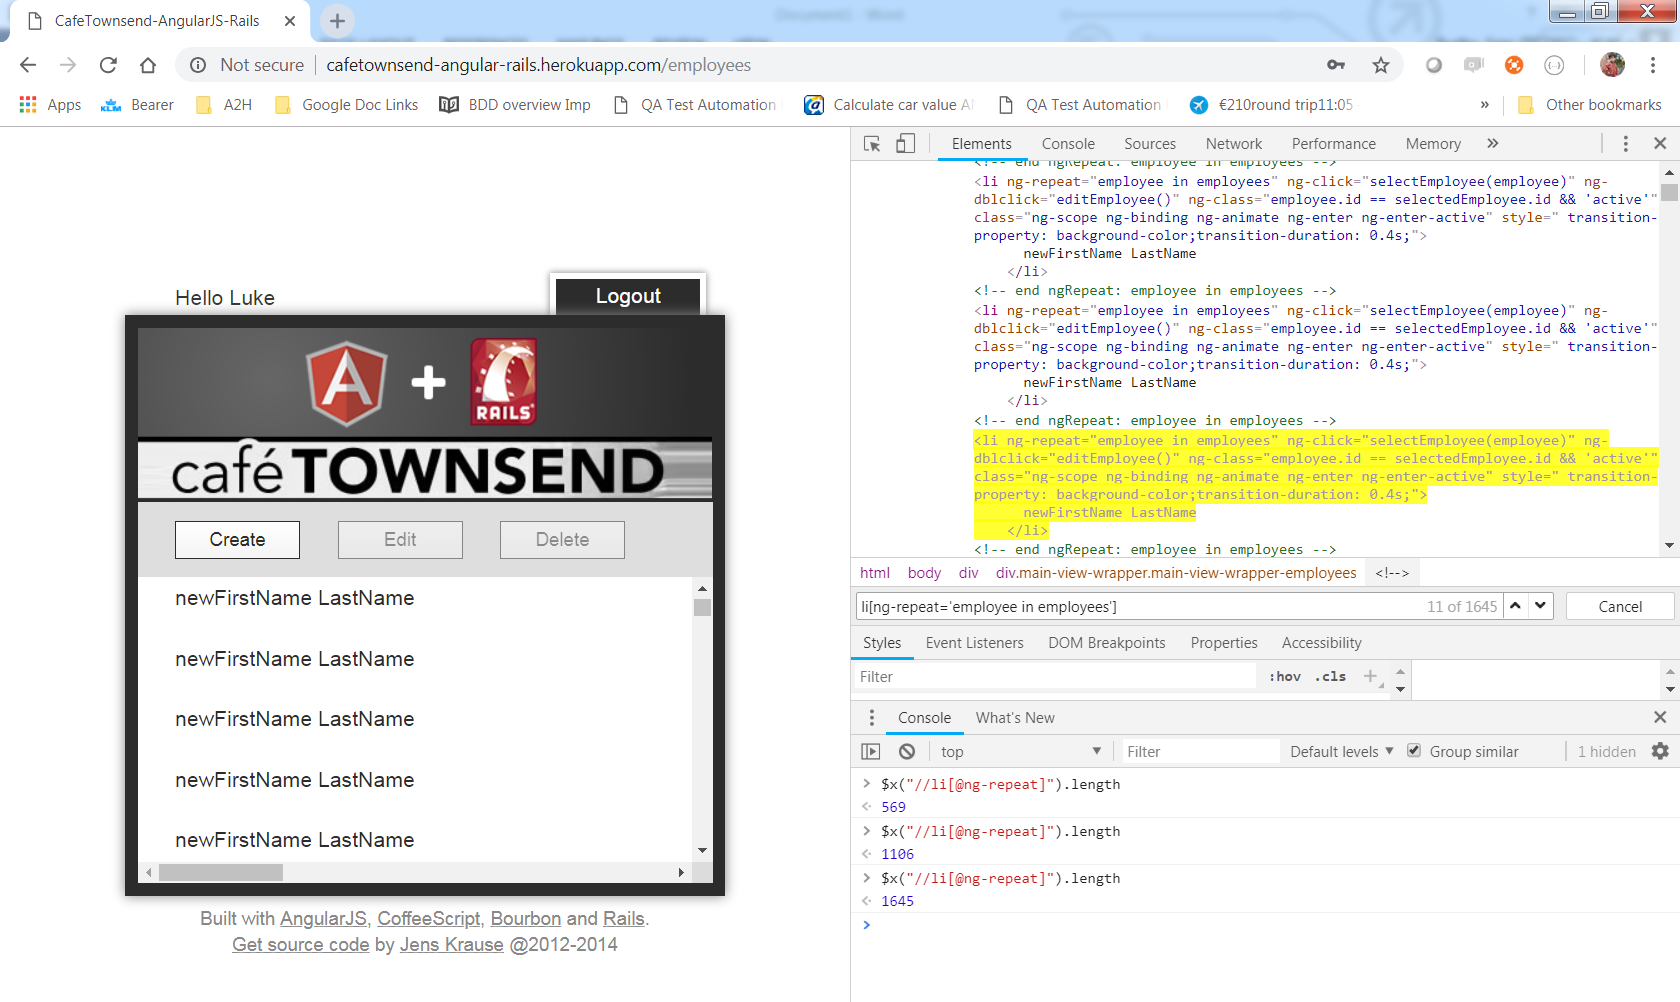 CafeTownsend-AngularJS-Rails
Not secure
cafetownsend-angular-rails.herokuapp.com/employees
Apps
Bearer
A2H
Google Doc Links
BDD overview Imp
QA Test Automation
Calculate car value A
QA Test Automation
€210round trip11:05
»
Other bookmarks
Hello Luke
Logout
A
RAILS
café TOWNSEND
Create
Edit
Delete
newFirstName LastName
newFirstName LastName
newFirstName LastName
newFirstName LastName
newFirstName LastName
Built with AngularJS, CoffeeScript, Bourbon and Rails.
Get source code by Jens Krause @2012-2014
Elements
Console
Sources
Network
Performance
Memory
»
<!-- end ngRepeat: employee in employees -->
<li ng-repeat="employee in employees" ng-click="selectEmployee(employee)" ng-
dblclick="editEmployee()" ng-class="employee.id == selectedEmployee.id && 'active'"
class="ng-scope ng-binding ng-animate ng-enter ng-enter-active" style=" transition-
property: background-color;transition-duration: 0.4s;">
newFirstName LastName
</li>
<!-- end ngRepeat: employee in employees -->
<li ng-repeat="employee in employees" ng-click="selectEmployee(employee)" ng-
dblclick="editEmployee()" ng-class="employee.id == selectedEmployee.id && 'active'"
class="ng-scope ng-binding ng-animate ng-enter ng-enter-active" style=" transition-
property: background-color;transition-duration: 0.4s;">
newFirstName LastName
</li>
<!-- end ngRepeat: employee in employees -->
<li ng-repeat="employee in employees" ng-click="selectEmployee(employee)" ng-
dblclick="editEmployee()" ng-class="employee.id == selectedEmployee.id && 'active'"
class="ng-scope ng-binding ng-animate ng-enter ng-enter-active" style=" transition-
property: background-color;transition-duration: 0.4s;">
newFirstName LastName
</li>
<!-- end ngRepeat: employee in employees -->
html body div div.main-view-wrapper.main-view-wrapper-employees <!-->
li[ng-repeat='employee in employees']
11 of 1645
Cancel
Styles
Event Listeners
DOM Breakpoints
Properties
Accessibility
Filter
:hov
.cls
Console
What's New
top
Filter
Default levels
Group similar
1 hidden
> $x("//li[@ng-repeat]").length
569
> $x("//li[@ng-repeat]").length
1106
> $x("//li[@ng-repeat]").length
1645
>